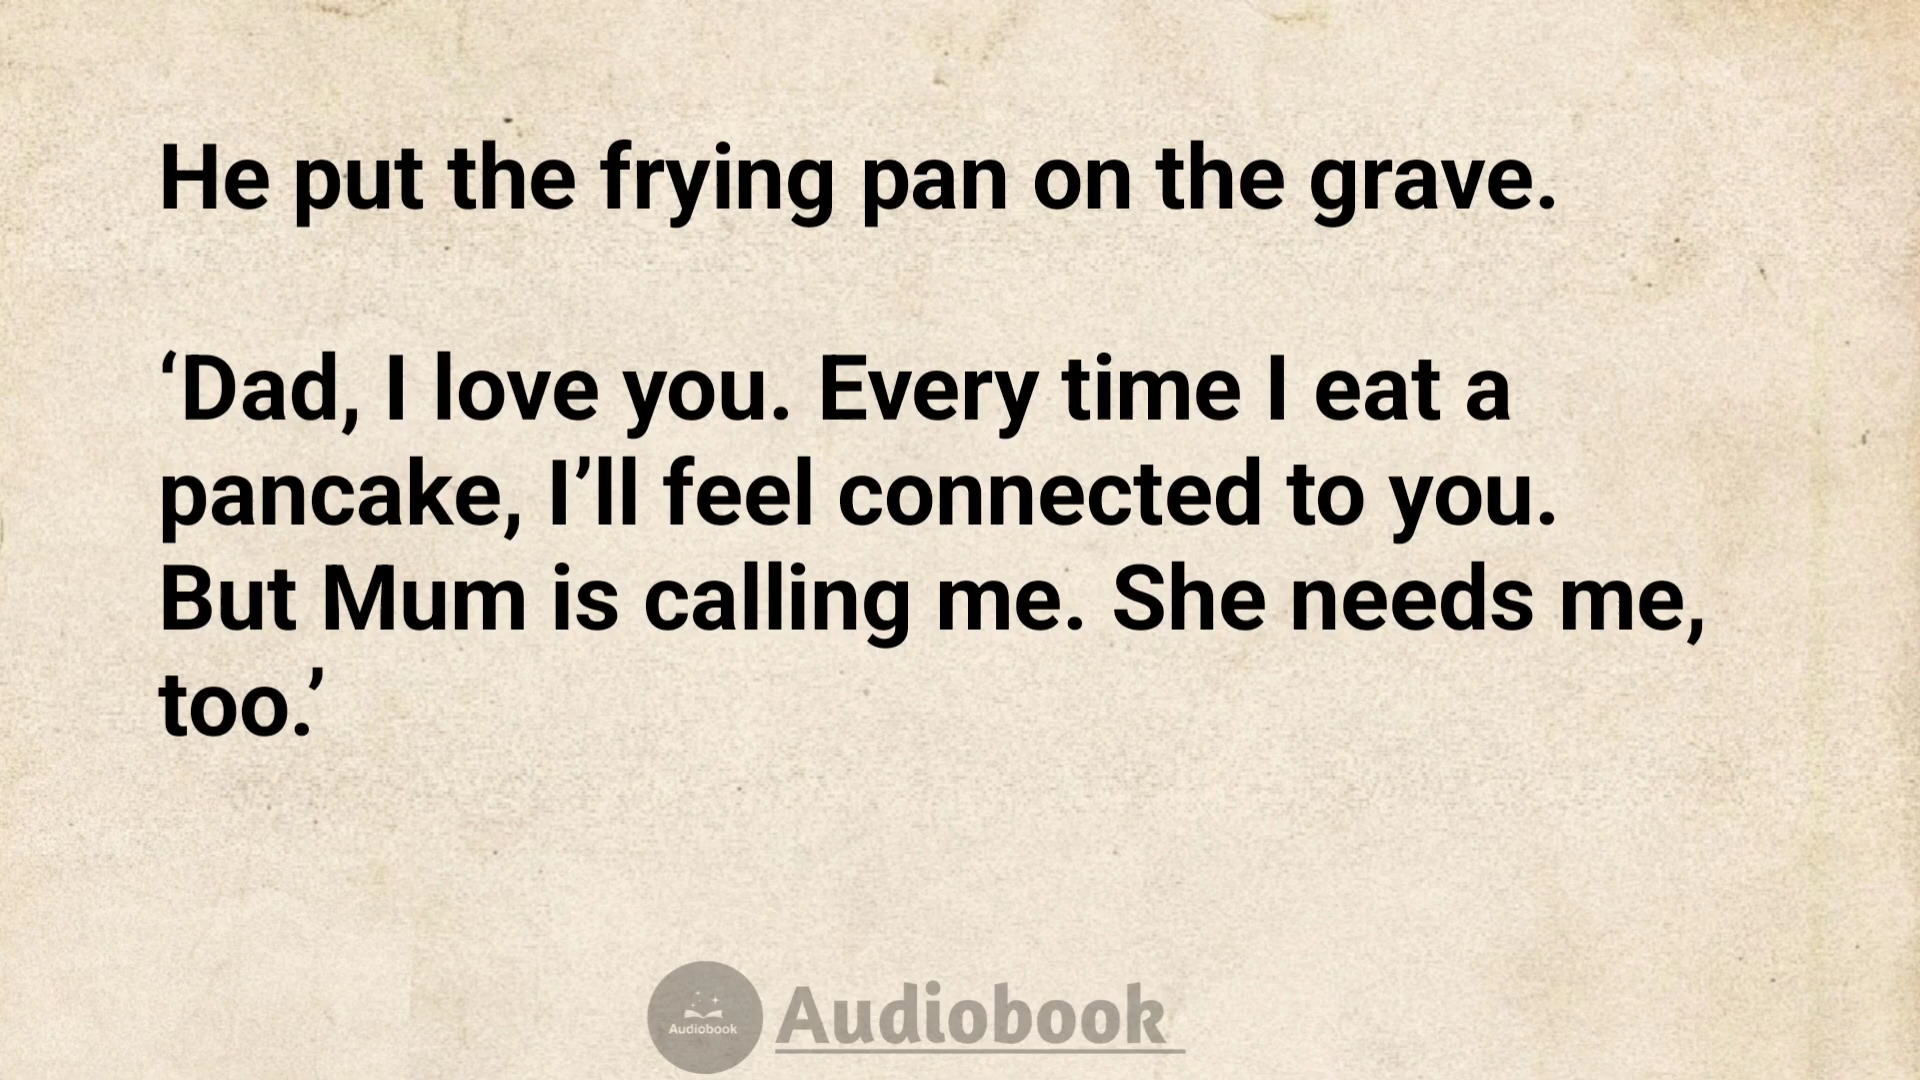 He put the frying pan on the grave.
‘Dad, I love you. Every time I eat a
pancake, I’ll feel connected to you.
But Mum is calling me. She needs me,
too.’
Audiobook
Audiobook